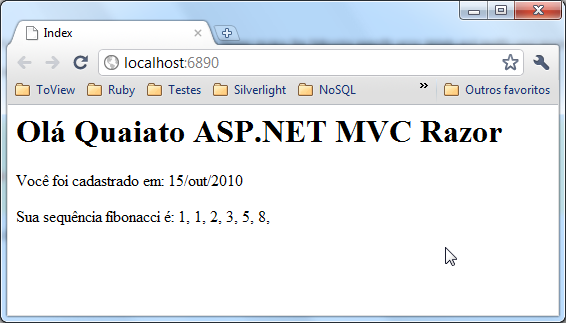 Index
localhost:6890
ToView Ruby Testes Silverlight NoSQL » Outros favoritos
Olá Quaiato ASP.NET MVC Razor
Você foi cadastrado em: 15/out/2010
Sua sequência fibonacci é: 1, 1, 2, 3, 5, 8,